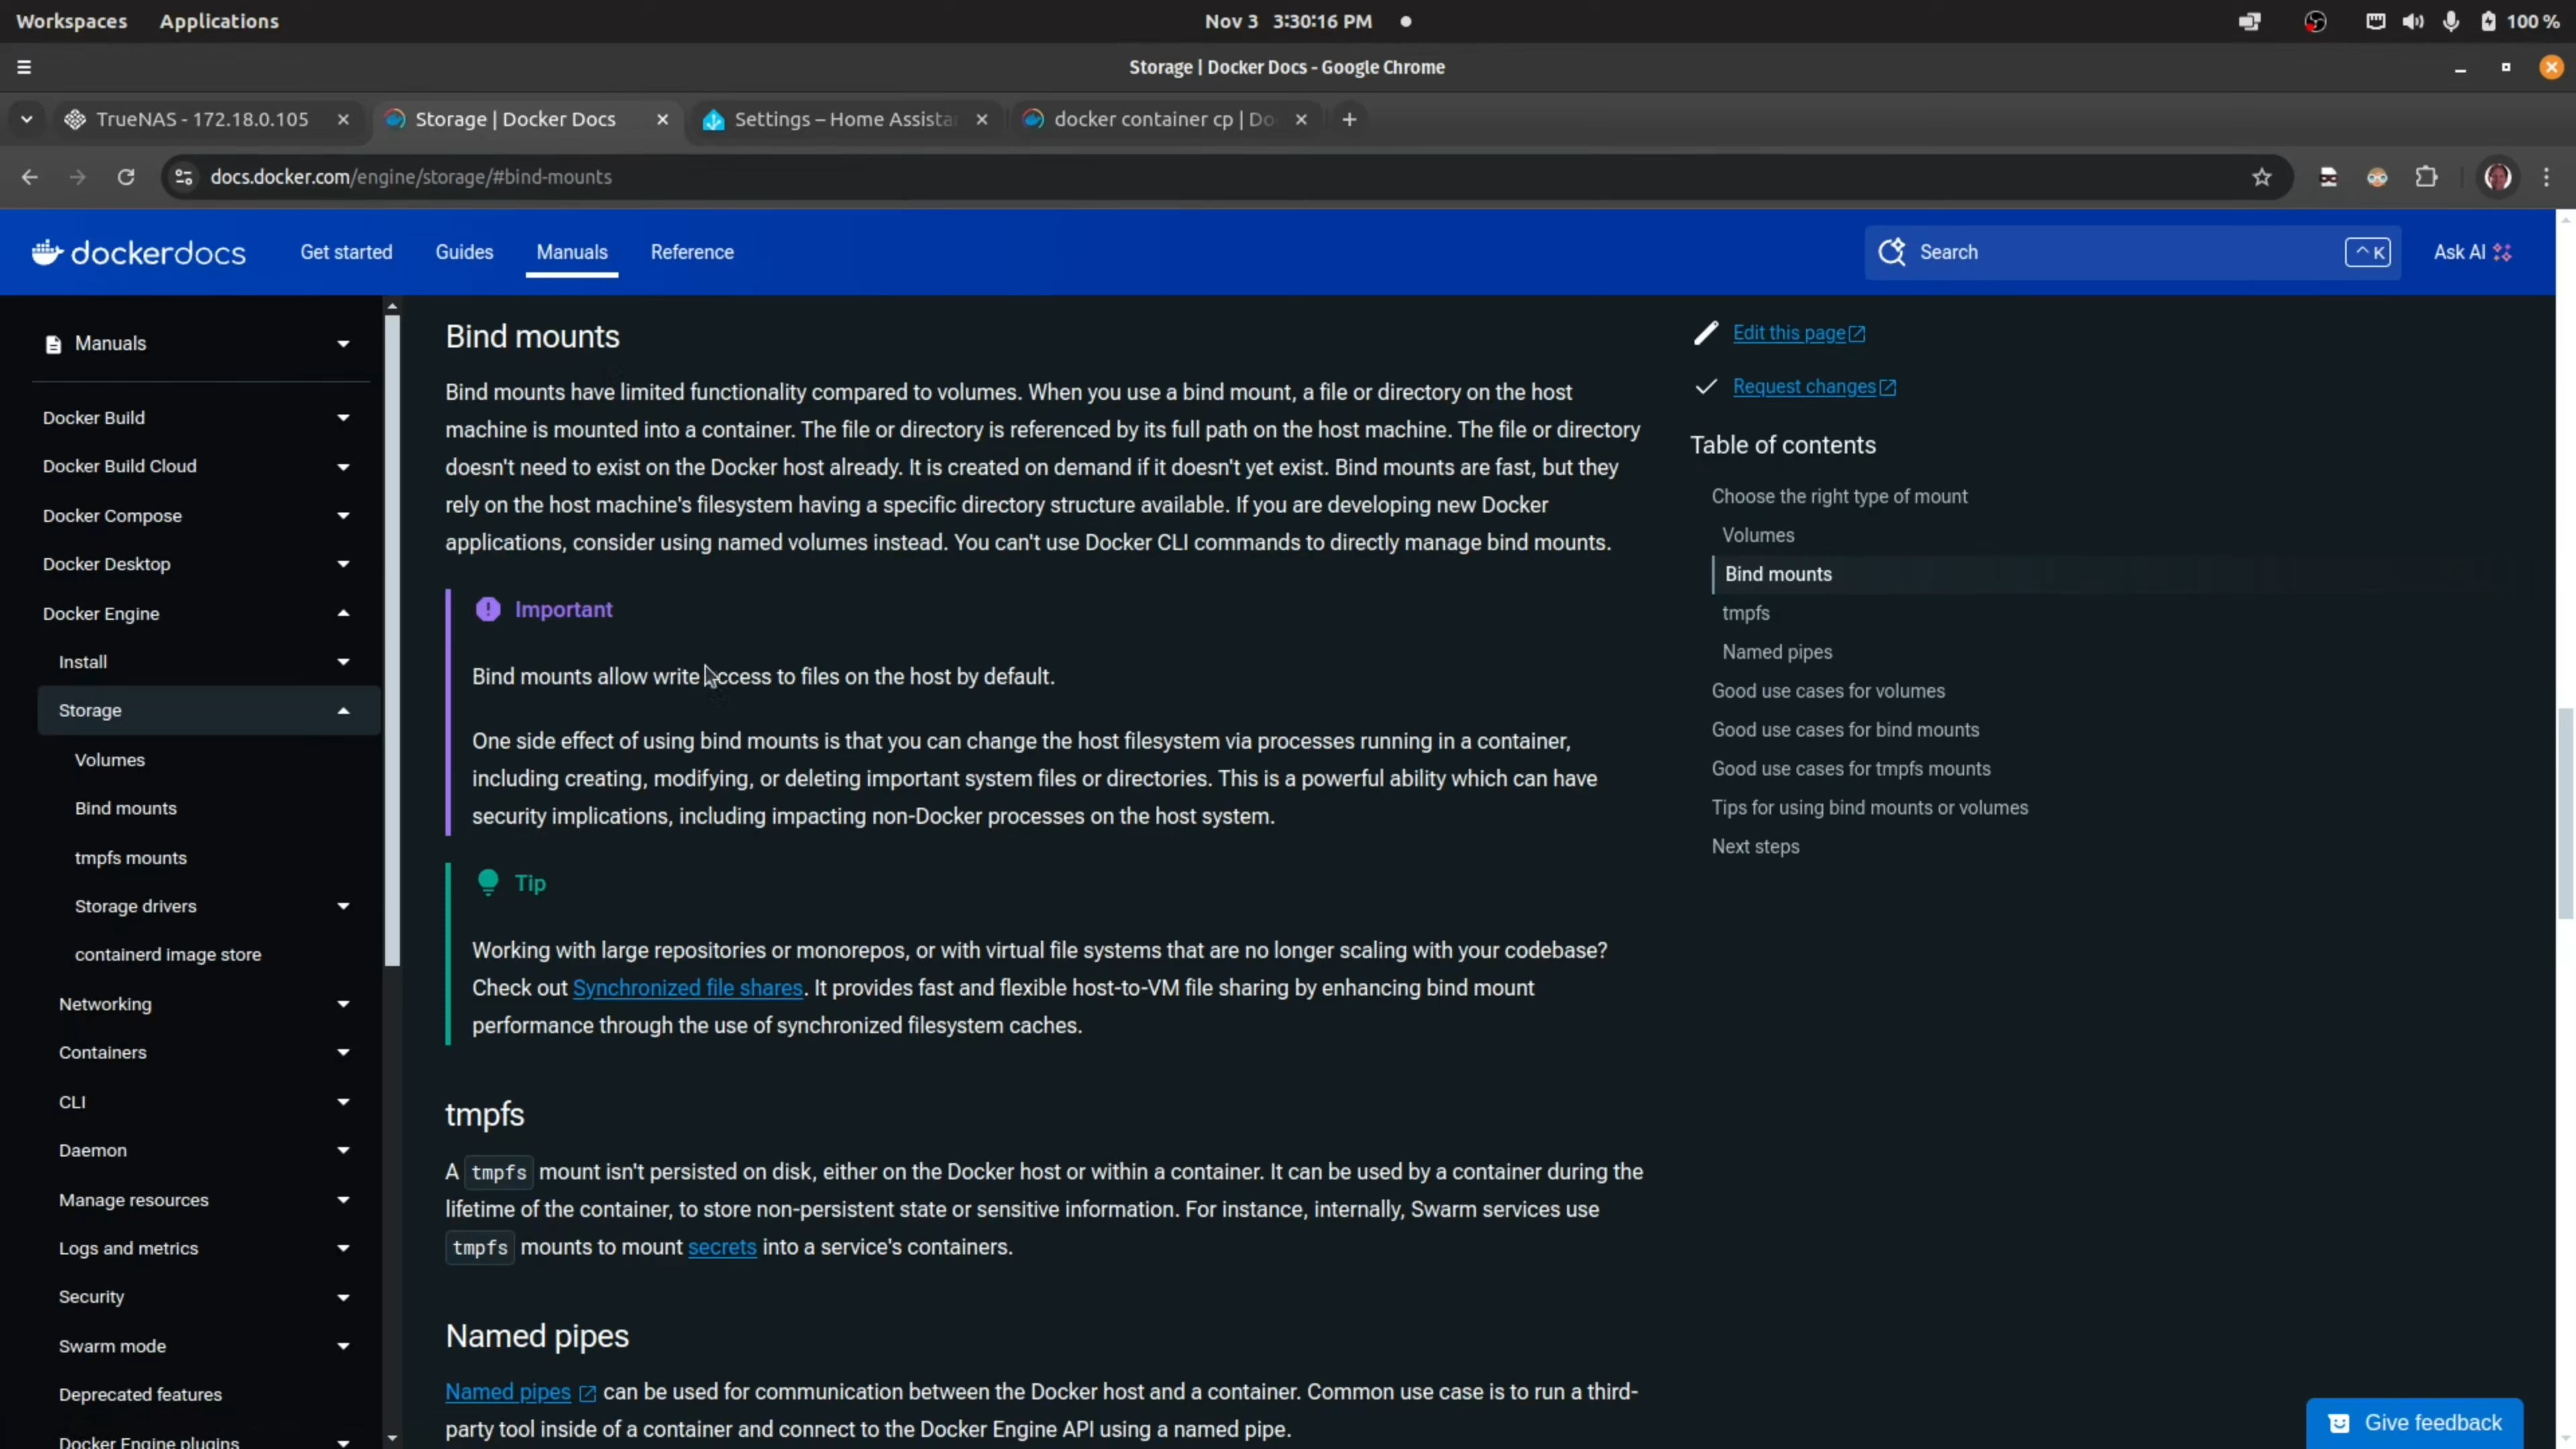 Workspaces Applications Nov 3 3:30:16 PM 100 %
Storage | Docker Docs - Google Chrome
TrueNAS - 172.18.0.105 Storage | Docker Docs Settings – Home Assista docker container cp | Do
docs.docker.com/engine/storage/#bind-mounts
dockerdocs Get started Guides Manuals Reference Search ^ K Ask AI
Manuals
Docker Build
Docker Build Cloud
Docker Compose
Docker Desktop
Docker Engine
Install
Storage
Volumes
Bind mounts
tmpfs mounts
Storage drivers
containerd image store
Networking
Containers
CLI
Daemon
Manage resources
Logs and metrics
Security
Swarm mode
Deprecated features
Docker Engine plugins
Bind mounts
Bind mounts have limited functionality compared to volumes. When you use a bind mount, a file or directory on the host
machine is mounted into a container. The file or directory is referenced by its full path on the host machine. The file or directory
doesn't need to exist on the Docker host already. It is created on demand if it doesn't yet exist. Bind mounts are fast, but they
rely on the host machine's filesystem having a specific directory structure available. If you are developing new Docker
applications, consider using named volumes instead. You can't use Docker CLI commands to directly manage bind mounts.
Important
Bind mounts allow write access to files on the host by default.
One side effect of using bind mounts is that you can change the host filesystem via processes running in a container,
including creating, modifying, or deleting important system files or directories. This is a powerful ability which can have
security implications, including impacting non-Docker processes on the host system.
Tip
Working with large repositories or monorepos, or with virtual file systems that are no longer scaling with your codebase?
Check out Synchronized file shares. It provides fast and flexible host-to-VM file sharing by enhancing bind mount
performance through the use of synchronized filesystem caches.
tmpfs
A tmpfs mount isn't persisted on disk, either on the Docker host or within a container. It can be used by a container during the
lifetime of the container, to store non-persistent state or sensitive information. For instance, internally, Swarm services use
tmpfs mounts to mount secrets into a service's containers.
Named pipes
Named pipes can be used for communication between the Docker host and a container. Common use case is to run a third-
party tool inside of a container and connect to the Docker Engine API using a named pipe.
Edit this page
Request changes
Table of contents
Choose the right type of mount
Volumes
Bind mounts
tmpfs
Named pipes
Good use cases for volumes
Good use cases for bind mounts
Good use cases for tmpfs mounts
Tips for using bind mounts or volumes
Next steps
Give feedback